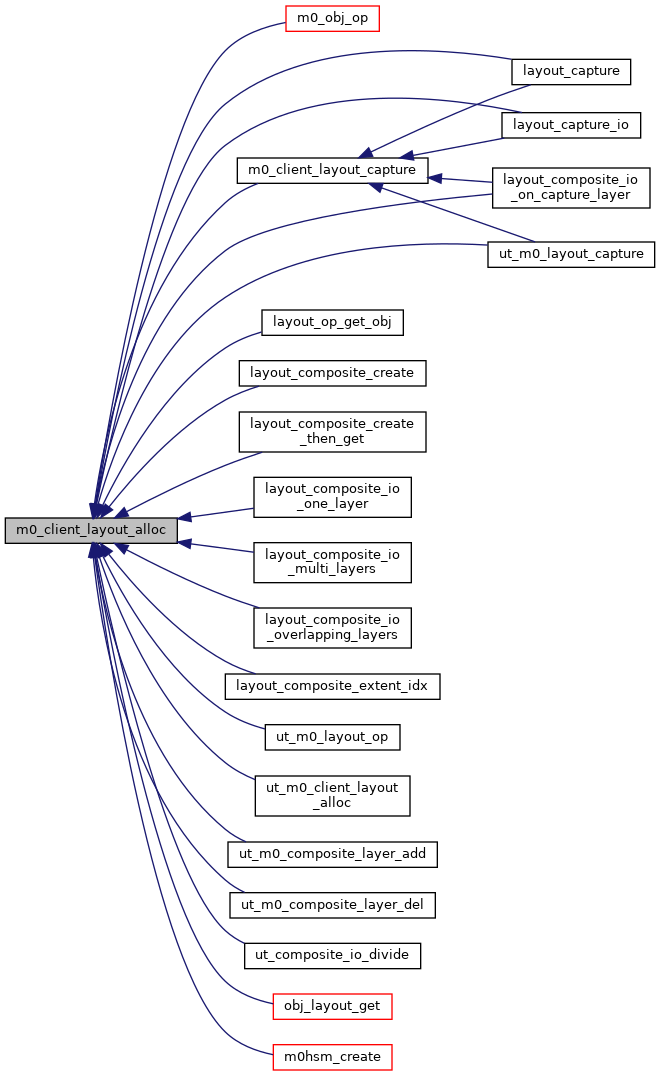 m0_obj_op
layout_capture
layout_capture_io
m0_client_layout_capture
layout_composite_io
_on_capture_layer
ut_m0_layout_capture
layout_op_get_obj
layout_composite_create
layout_composite_create
_then_get
layout_composite_io
_one_layer
m0_client_layout_alloc
layout_composite_io
_multi_layers
layout_composite_io
_overlapping_layers
layout_composite_extent_idx
ut_m0_layout_op
ut_m0_client_layout
_alloc
ut_m0_composite_layer_add
ut_m0_composite_layer_del
ut_composite_io_divide
obj_layout_get
m0hsm_create